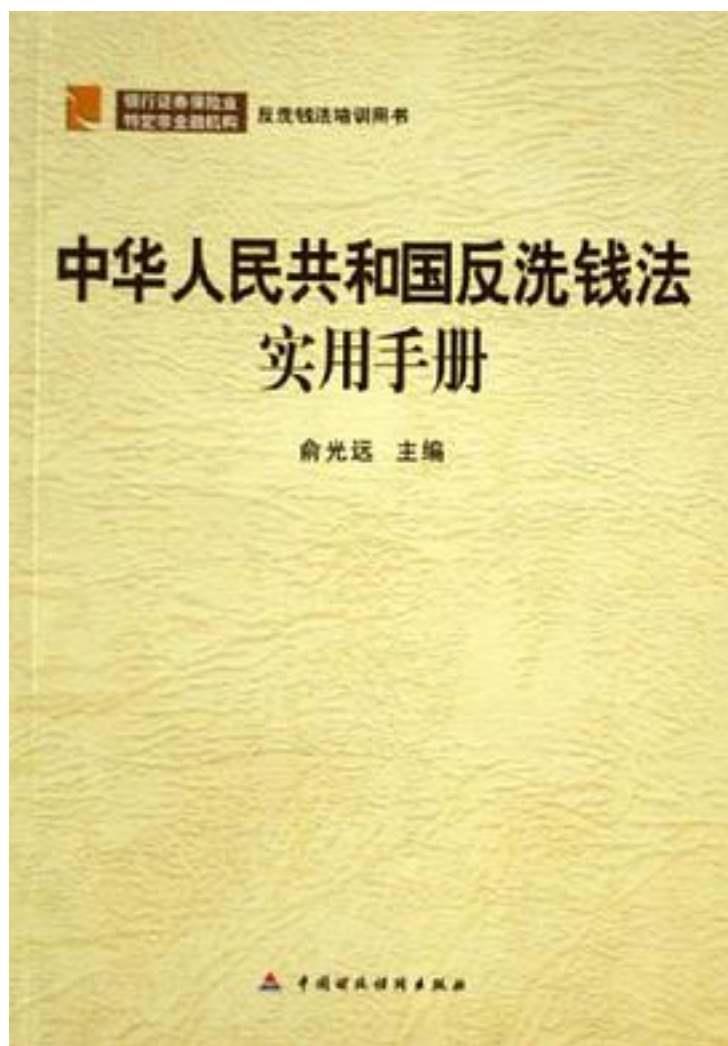 银行证券保险业
特定非金融机构
反洗钱法培训用书
中华人民共和国反洗钱法
实用手册
俞光远 主编
中国财政经济出版社